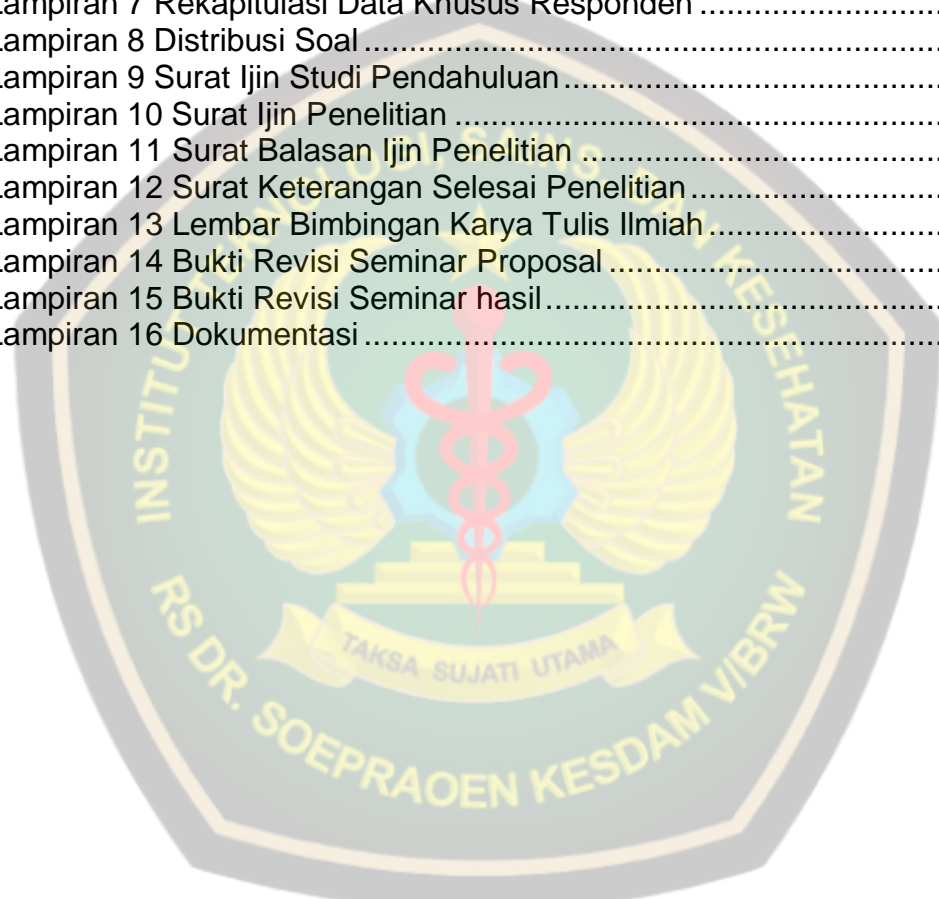 Lampiran 7 Rekapitulasi Data Khusus Responden ..............................
Lampiran 8 Distribusi Soal ..................................................................
Lampiran 9 Surat Ijin Studi Pendahuluan ............................................
Lampiran 10 Surat Ijin Penelitian ........................................................
Lampiran 11 Surat Balasan Ijin Penelitian ..........................................
Lampiran 12 Surat Keterangan Selesai Penelitian ..............................
Lampiran 13 Lembar Bimbingan Karya Tulis Ilmiah ............................
Lampiran 14 Bukti Revisi Seminar Proposal .......................................
Lampiran 15 Bukti Revisi Seminar hasil ..............................................
Lampiran 16 Dokumentasi ..................................................................
INSTITUT TEKNOLOGI, SAINS, DAN KESEHATAN
TAKSA SUJATI UTAMA
RS DR. SOEPRAOEN KESDAM V/BRW